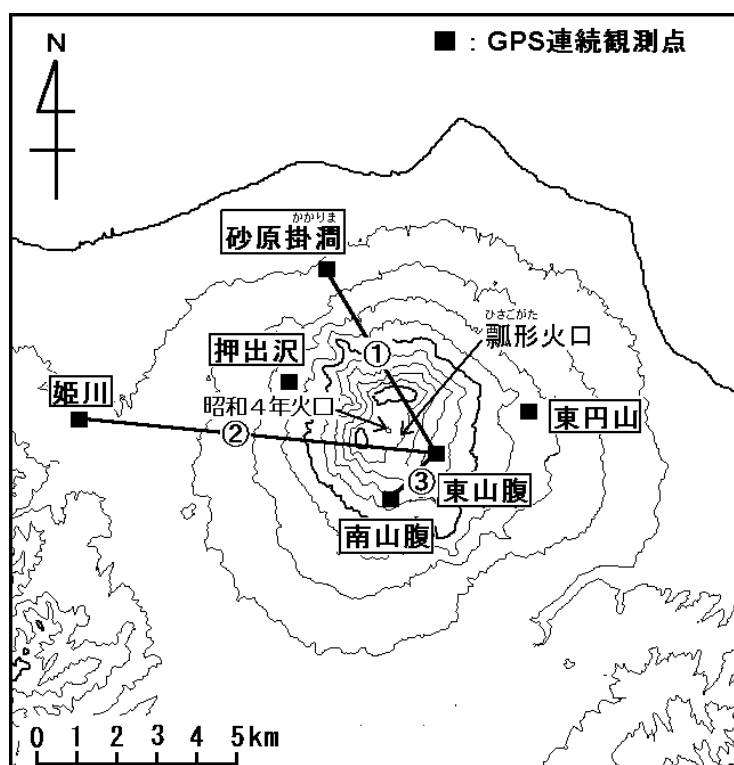 N
■：GPS連続観測点
かかりま
砂原掛澗
ひさごがた
瓢形火口
①
押出沢
姫川
昭和４年火口
東円山
②
③
東山腹
南山腹
0 1 2 3 4 5km